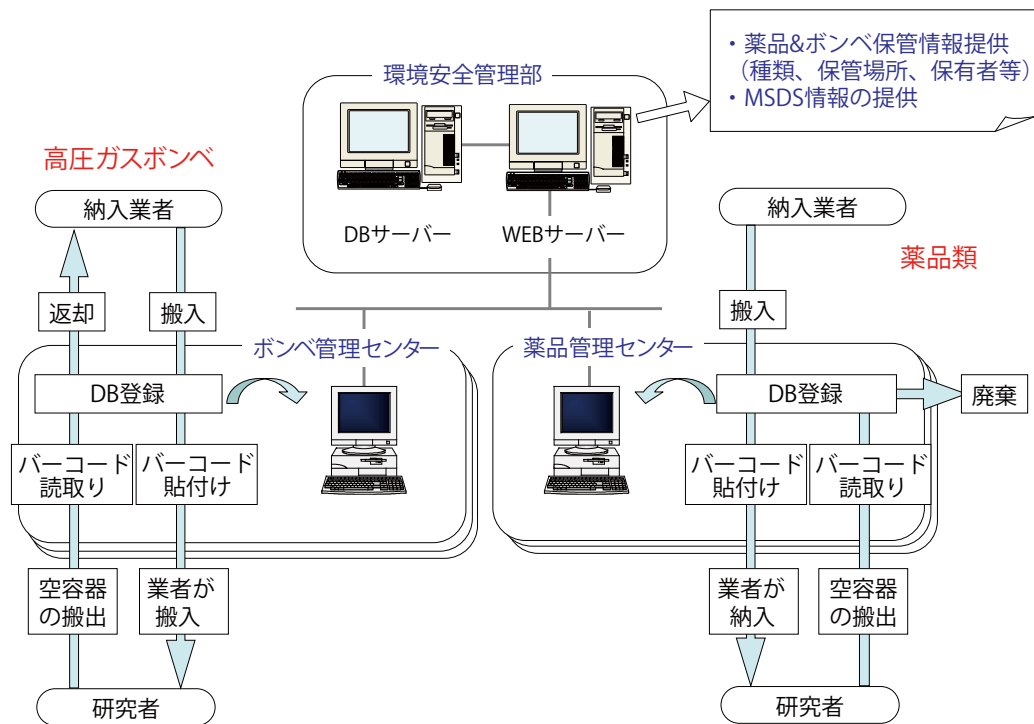 ・薬品&ボンベ保管情報提供
（種類、保管場所、保有者等）
・MSDS情報の提供
環境安全管理部
DBサーバー
WEBサーバー
高圧ガスボンベ
納入業者
返却
搬入
ボンベ管理センター
DB登録
バーコード
読取り
バーコード
貼付け
空容器
の搬出
業者が
搬入
研究者
納入業者
薬品類
搬入
薬品管理センター
DB登録
廃棄
バーコード
貼付け
バーコード
読取り
業者が
納入
空容器
の搬出
研究者